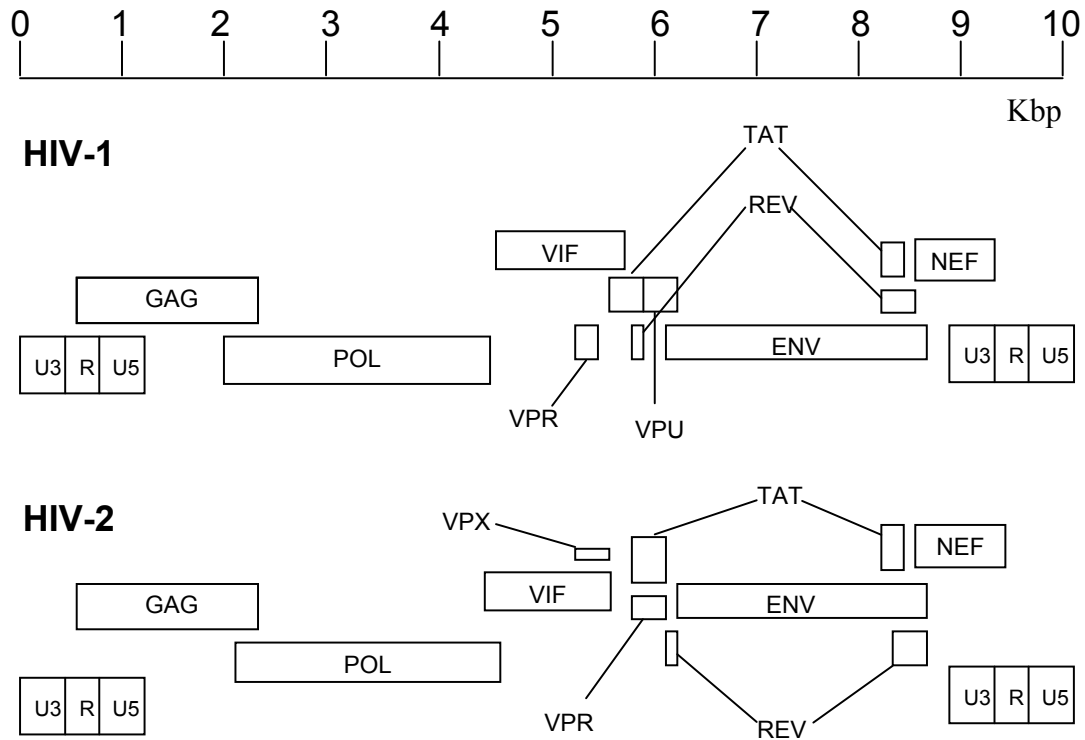 0 1 2 3 4 5 6 7 8 9 10
Kbp
HIV-1
TAT
REV
VIF
NEF
GAG
U3 R U5
POL
ENV
U3 R U5
VPR
VPU
HIV-2
TAT
VPX
NEF
VIF
GAG
ENV
POL
U3 R U5
U3 R U5
VPR
REV